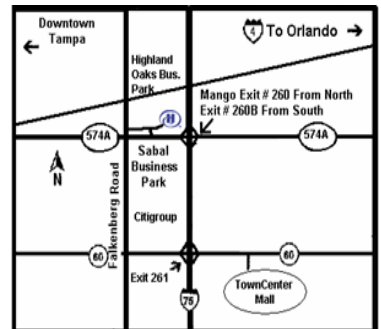 Downtown
Tampa
4 To Orlando
Highland
Oaks Bus.
Park
Mango Exit # 260 From North
Exit # 260B From South
H
574A
574A
N
Sabal
Business
Park
Falkenberg Road
Citigroup
60
60
Exit 261
TownCenter
Mall
75